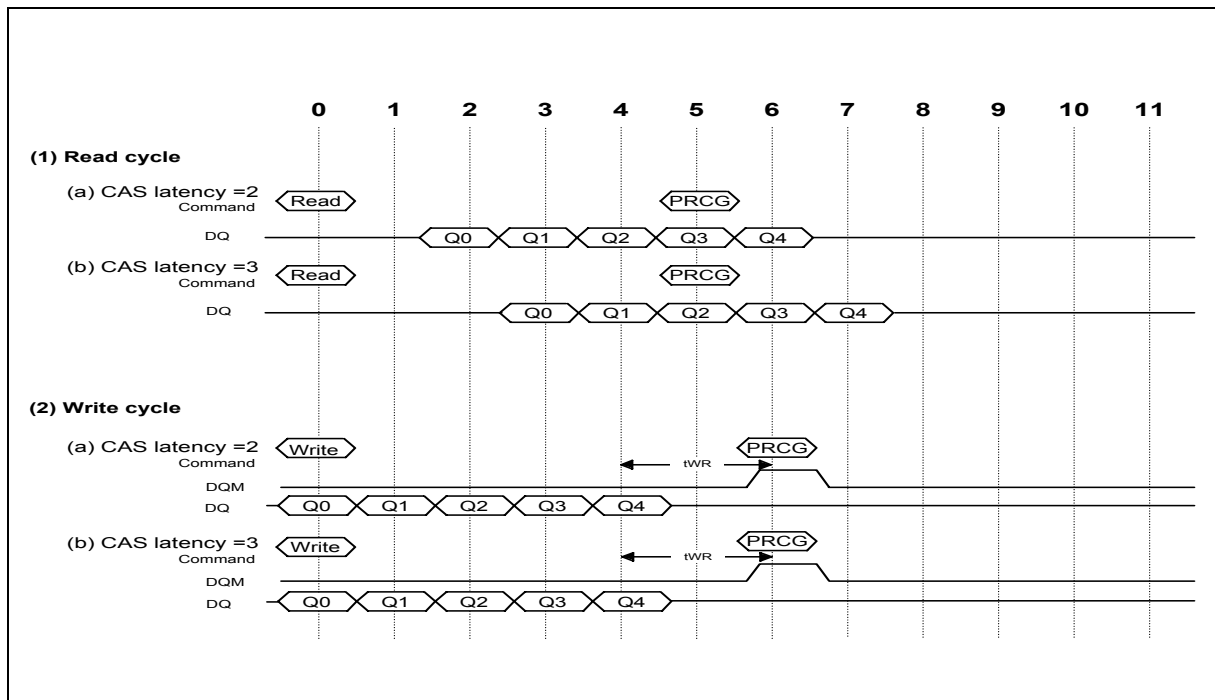 0 1 2 3 4 5 6 7 8 9 10 11
(1) Read cycle
(a) CAS latency =2
Command Read PRCG
DQ Q0 Q1 Q2 Q3 Q4
(b) CAS latency =3
Command Read PRCG
DQ Q0 Q1 Q2 Q3 Q4
(2) Write cycle
(a) CAS latency =2 Write PRCG
Command tWR
DQM
DQ Q0 Q1 Q2 Q3 Q4
(b) CAS latency =3 Write PRCG
Command tWR
DQM
DQ Q0 Q1 Q2 Q3 Q4